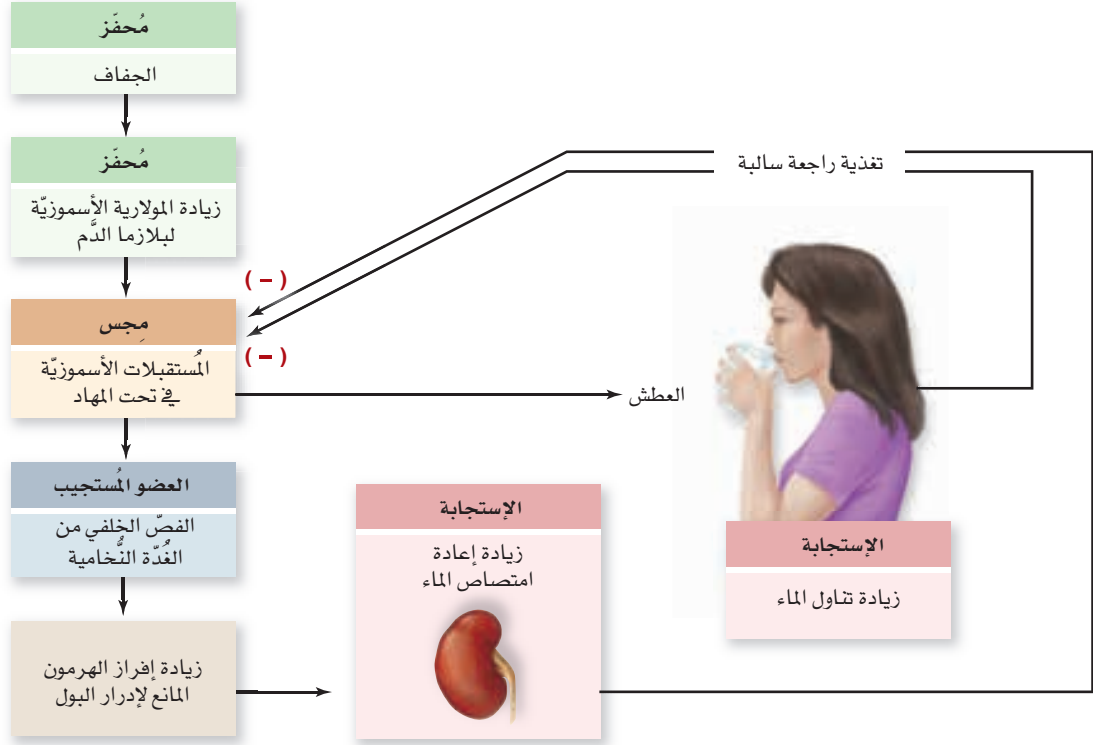 مُحفّز
الجفاف
مُحفّز
زيادة المولارية الأسموزيّة
لبلازما الدَّم
تغذية راجعة سالبة
( – )
مِجس
( – )
المُستقبلات الأسموزيّة
في تحت المهاد
العطش
العضو المُستجيب
الفصّ الخلفي من
الغُدّة النُّخامية
الإستجابة
زيادة إعادة
امتصاص الماء
الإستجابة
زيادة تناول الماء
زيادة إفراز الهرمون
المانع لإدرار البول